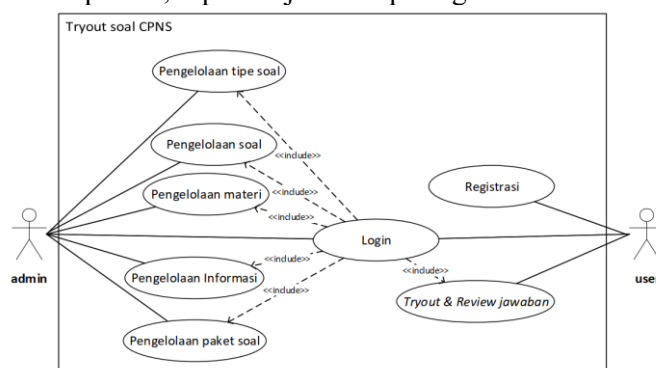 Tryout soal CPNS
Pengelolaan tipe soal
Pengelolaan soal
<<include>>
Pengelolaan materi
<<include>>
Registrasi
<<include>>
Login
admin
user
Pengelolaan Informasi
<<include>>
<<include>>
Tryout & Review jawaban
<<include>>
Pengelolaan paket soal